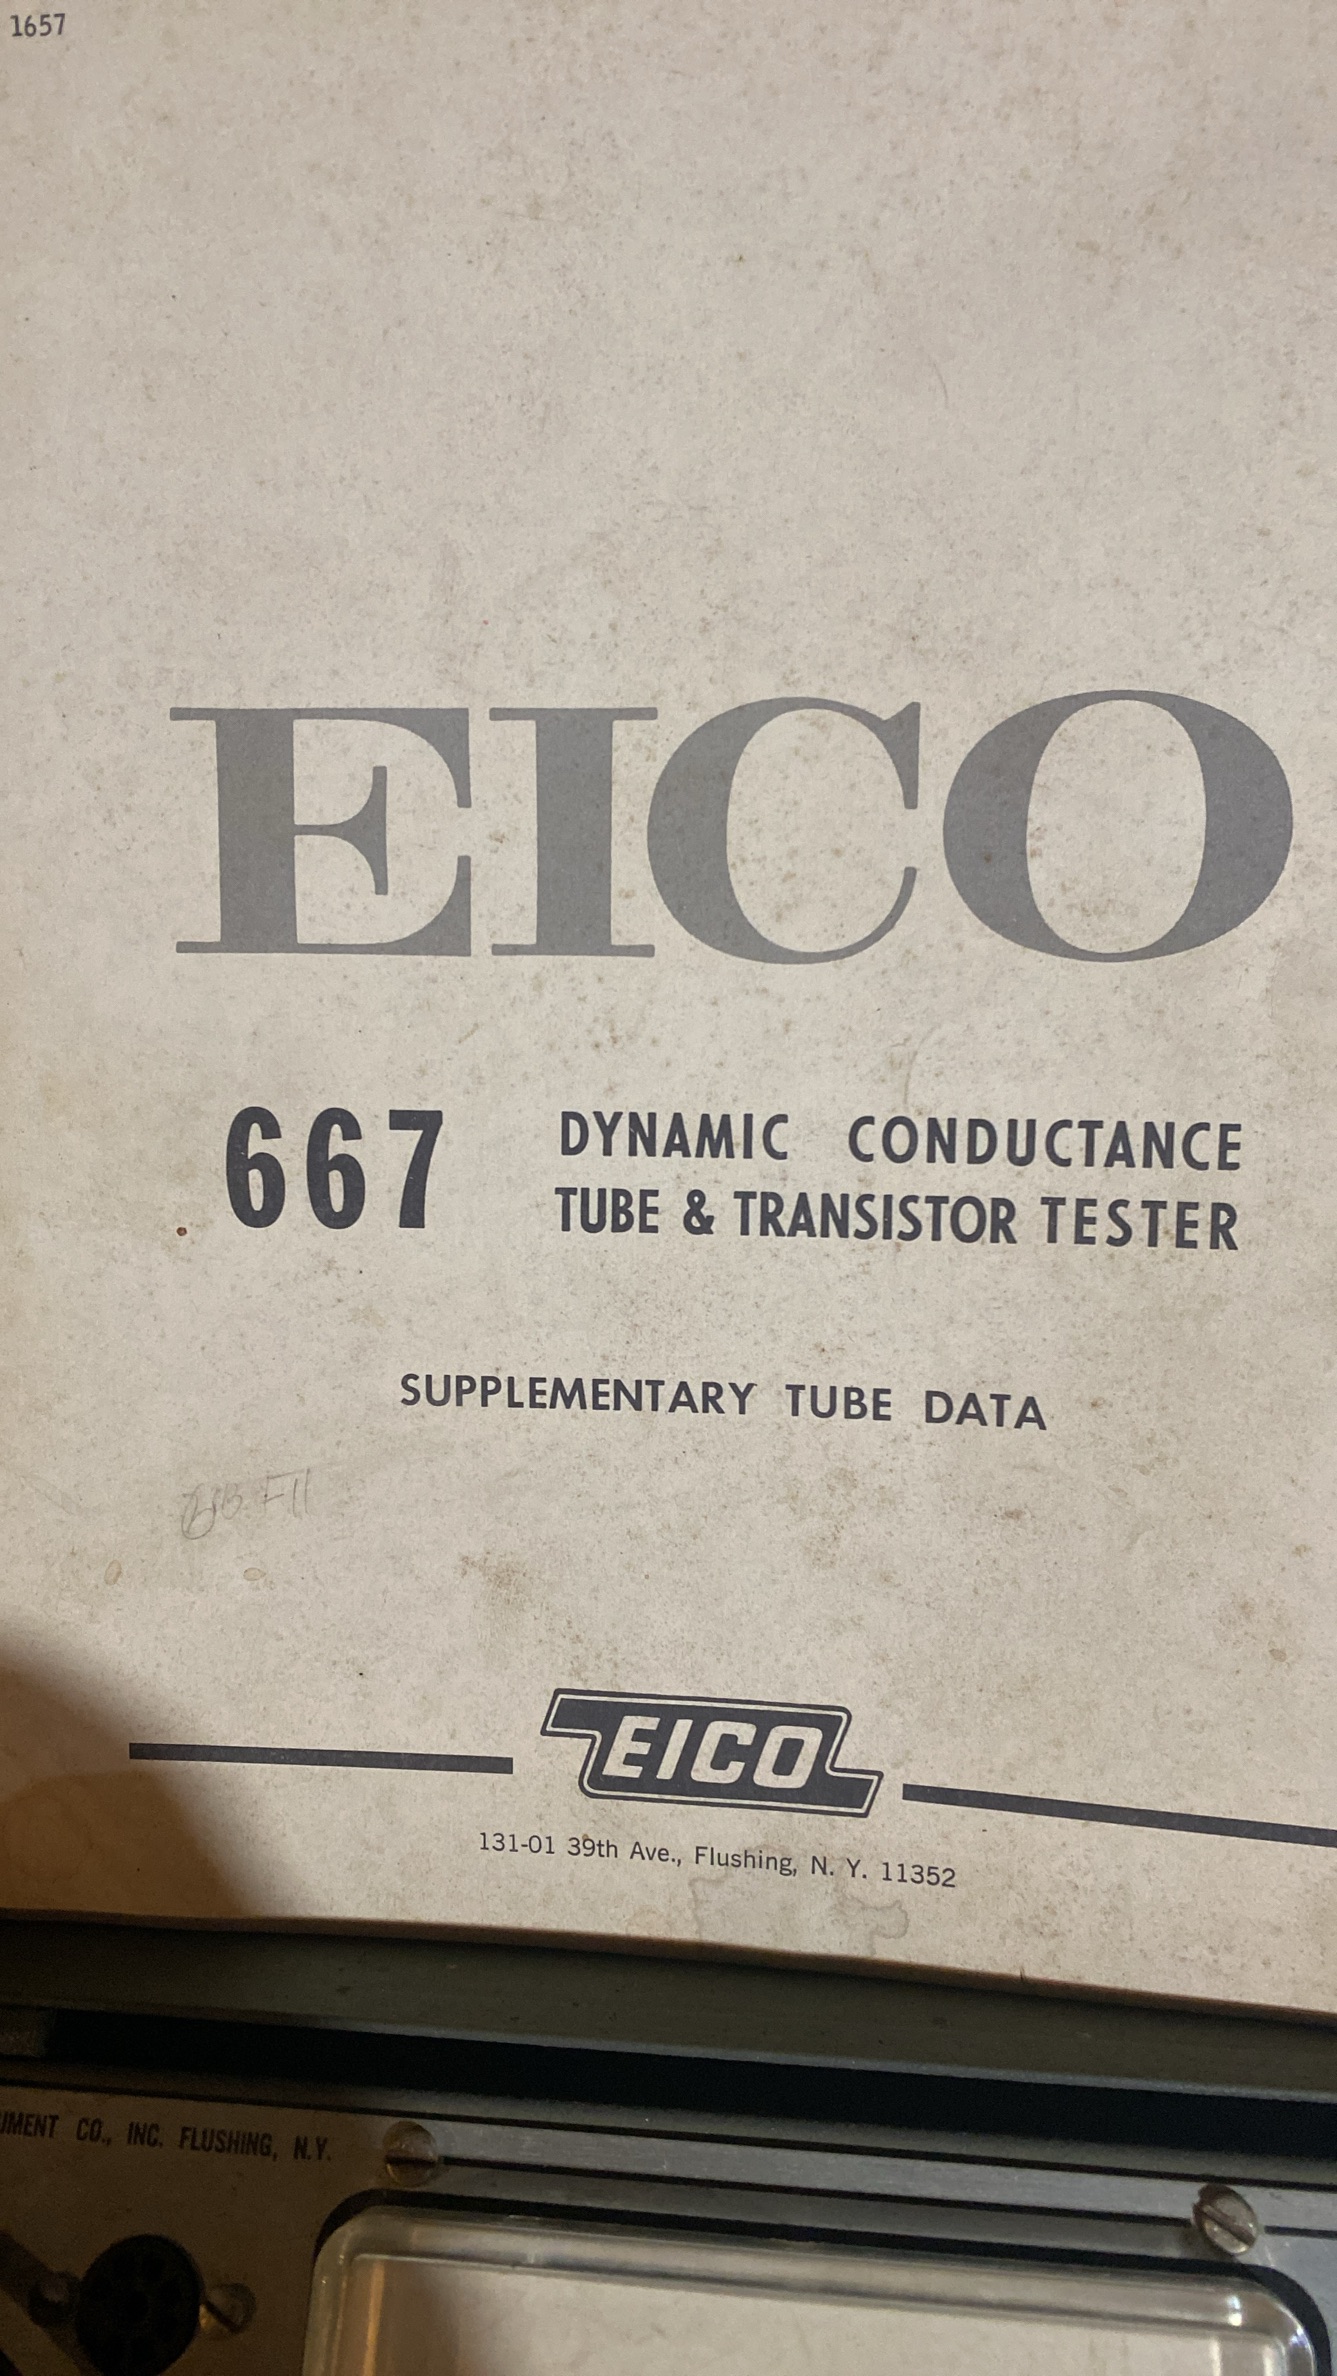 1657
EICO
667 DYNAMIC CONDUCTANCE
TUBE & TRANSISTOR TESTER
SUPPLEMENTARY TUBE DATA
EICO
131-01 39th Ave., Flushing, N. Y. 11352
CO., INC. FLUSHING, N.Y.